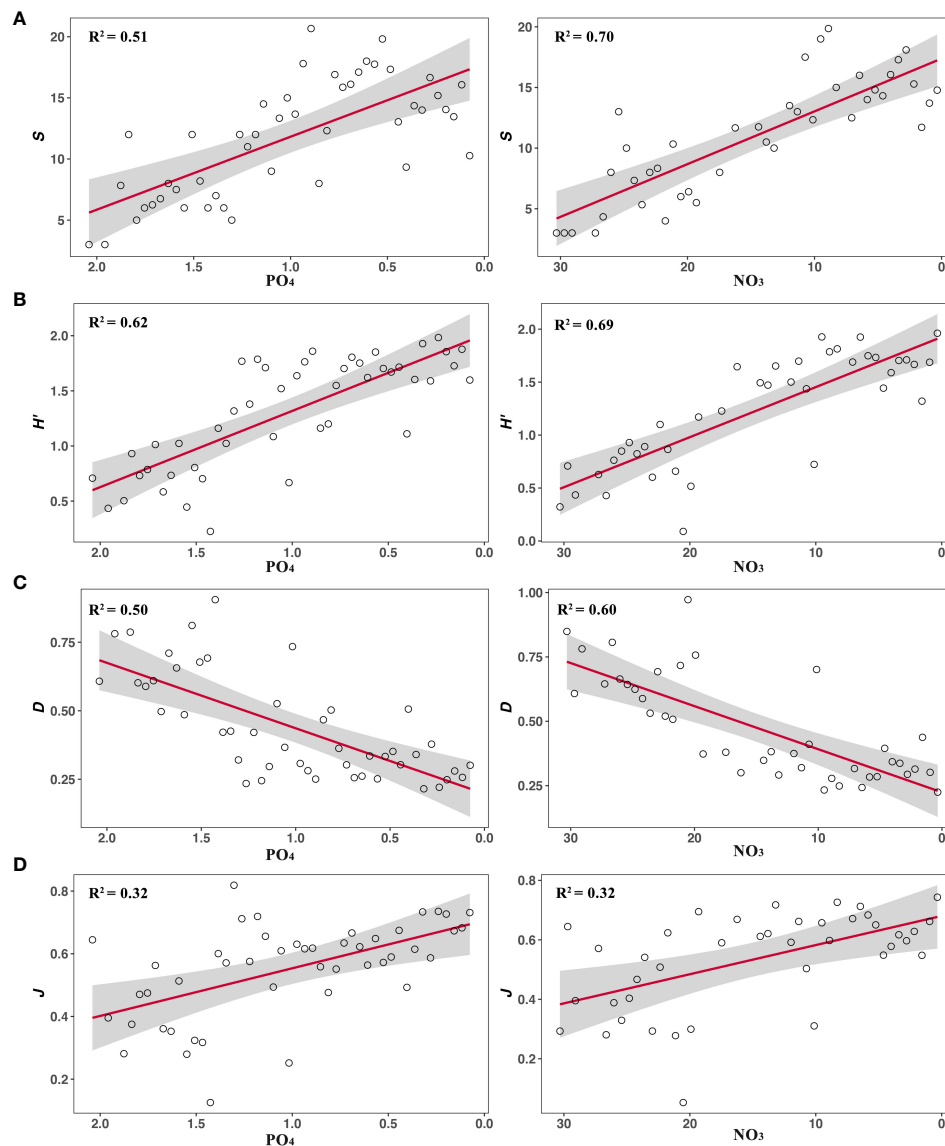 A
R² = 0.51
S
20
15
10
5
2.0 1.5 1.0 0.5 0.0
PO₄
R² = 0.70
S
20
15
10
5
30 20 10 0
NO₃
B
R² = 0.62
H'
2.0
1.5
1.0
0.5
2.0 1.5 1.0 0.5 0.0
PO₄
R² = 0.69
H'
2.0
1.5
1.0
0.5
0.0
30 20 10 0
NO₃
C
R² = 0.50
D
0.75
0.50
0.25
2.0 1.5 1.0 0.5 0.0
PO₄
R² = 0.60
D
1.00
0.75
0.50
0.25
30 20 10 0
NO₃
D
R² = 0.32
J
0.8
0.6
0.4
0.2
2.0 1.5 1.0 0.5 0.0
PO₄
R² = 0.32
J
0.8
0.6
0.4
0.2
30 20 10 0
NO₃